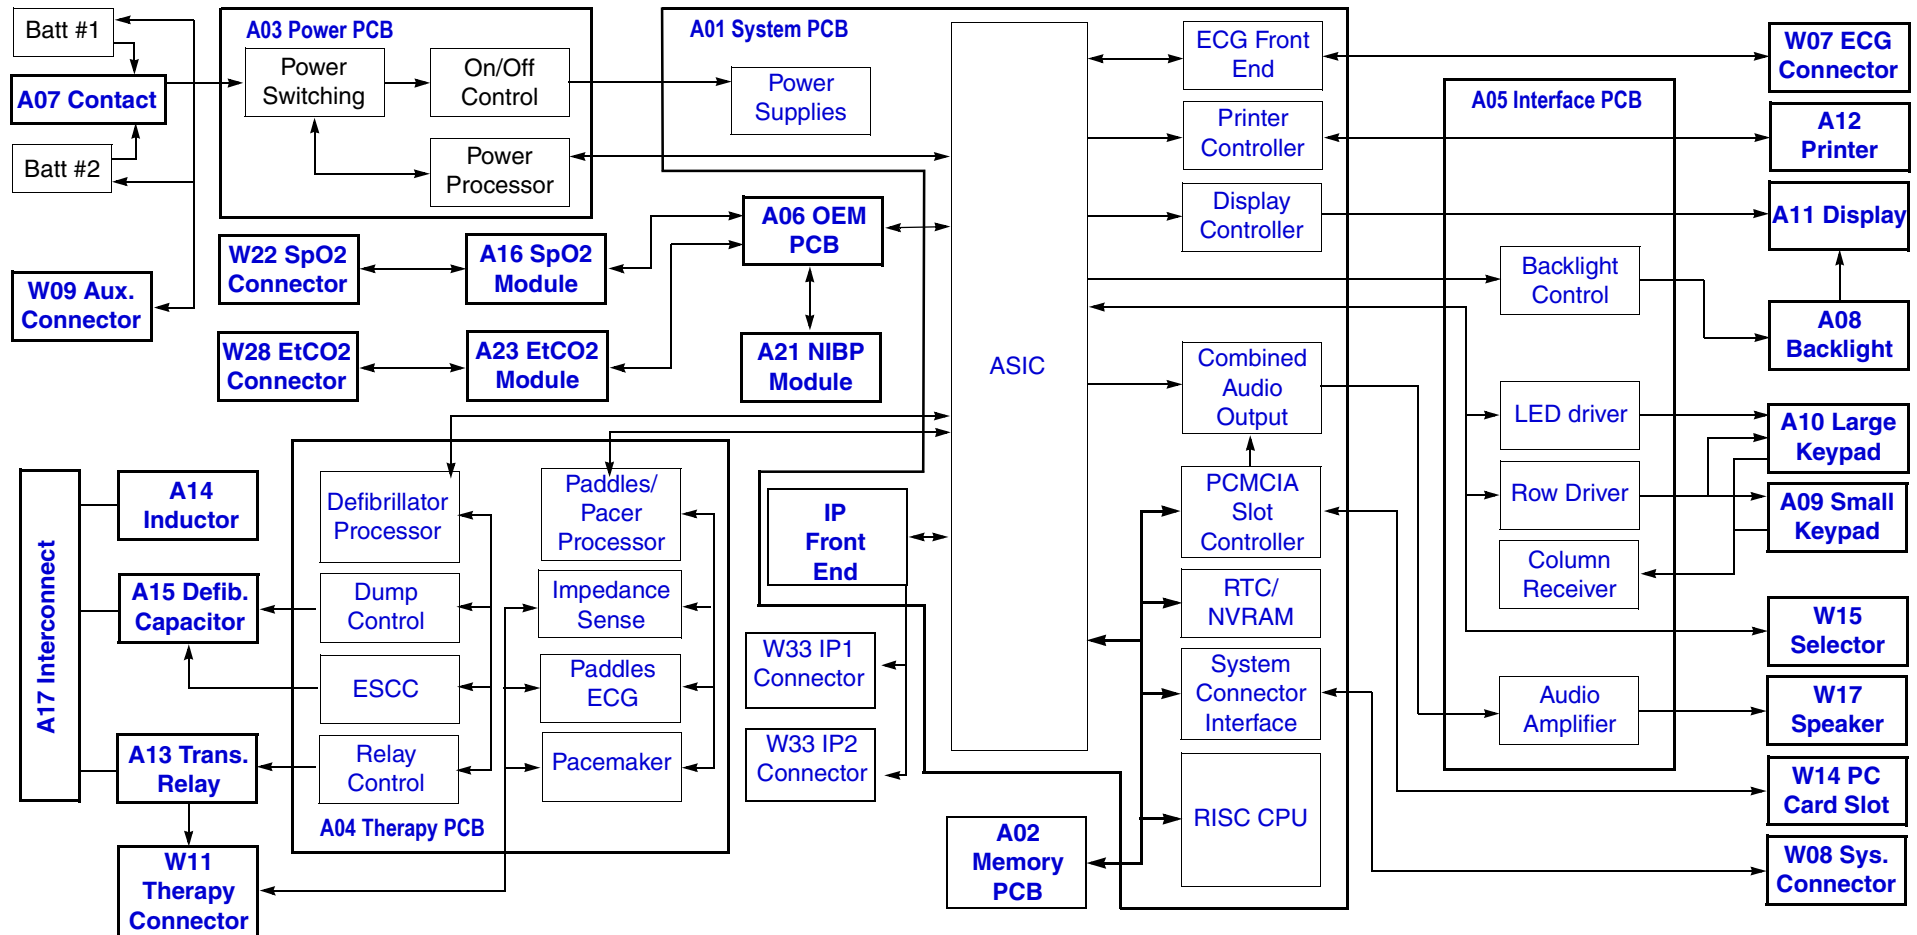 Batt #1
A07 Contact
Batt #2
W09 Aux.
Connector
A03 Power PCB
Power
Switching
On/Off
Control
Power
Processor
A01 System PCB
Power
Supplies
W22 SpO2
Connector
A16 SpO2
Module
A06 OEM
PCB
W28 EtCO2
Connector
A23 EtCO2
Module
A21 NIBP
Module
ASIC
ECG Front
End
Printer
Controller
Display
Controller
Combined
Audio
Output
PCMCIA
Slot
Controller
RTC/
NVRAM
System
Connector
Interface
RISC CPU
A05 Interface PCB
Backlight
Control
LED driver
Row Driver
Column
Receiver
Audio
Amplifier
W07 ECG
Connector
A12
Printer
A11 Display
A08
Backlight
A10 Large
Keypad
A09 Small
Keypad
W15
Selector
W17
Speaker
W14 PC
Card Slot
W08 Sys.
Connector
A17 Interconnect
A14
Inductor
A15 Defib.
Capacitor
A13 Trans.
Relay
W11
Therapy
Connector
Defibrillator
Processor
Dump
Control
ESCC
Relay
Control
A04 Therapy PCB
Paddles/
Pacer
Processor
Impedance
Sense
Paddles
ECG
Pacemaker
IP
Front
End
W33 IP1
Connector
W33 IP2
Connector
A02
Memory
PCB